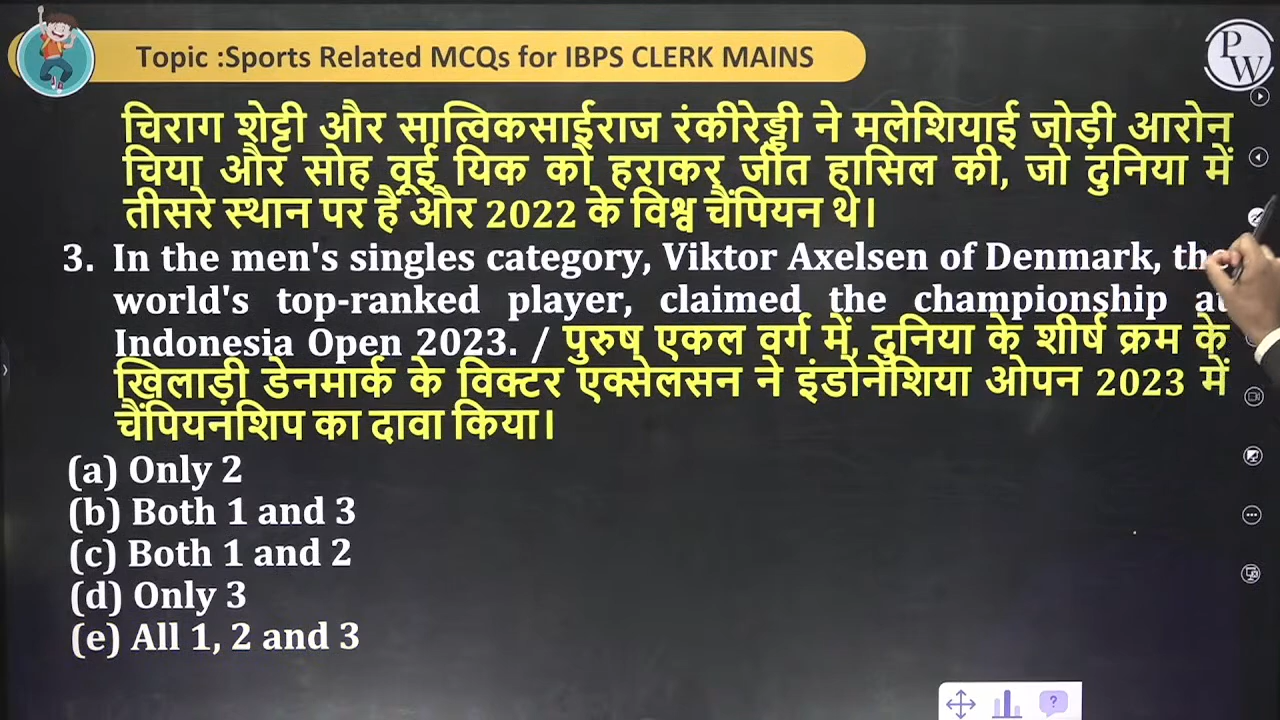 Topic :Sports Related MCQs for IBPS CLERK MAINS
PW
चिराग शेट्टी और सात्विकसाईराज रंकीरेड्डी ने मलेशियाई जोड़ी आरोन
चिया और सोह वूई यिक को हराकर जीत हासिल की, जो दुनिया में
तीसरे स्थान पर हैं और 2022 के विश्व चैंपियन थे।
3. In the men's singles category, Viktor Axelsen of Denmark, the
world's top-ranked player, claimed the championship at
Indonesia Open 2023. / पुरुष एकल वर्ग में, दुनिया के शीर्ष क्रम के
खिलाड़ी डेनमार्क के विक्टर एक्सेलसन ने इंडोनेशिया ओपन 2023 में
चैंपियनशिप का दावा किया।
(a) Only 2
(b) Both 1 and 3
(c) Both 1 and 2
(d) Only 3
(e) All 1, 2 and 3